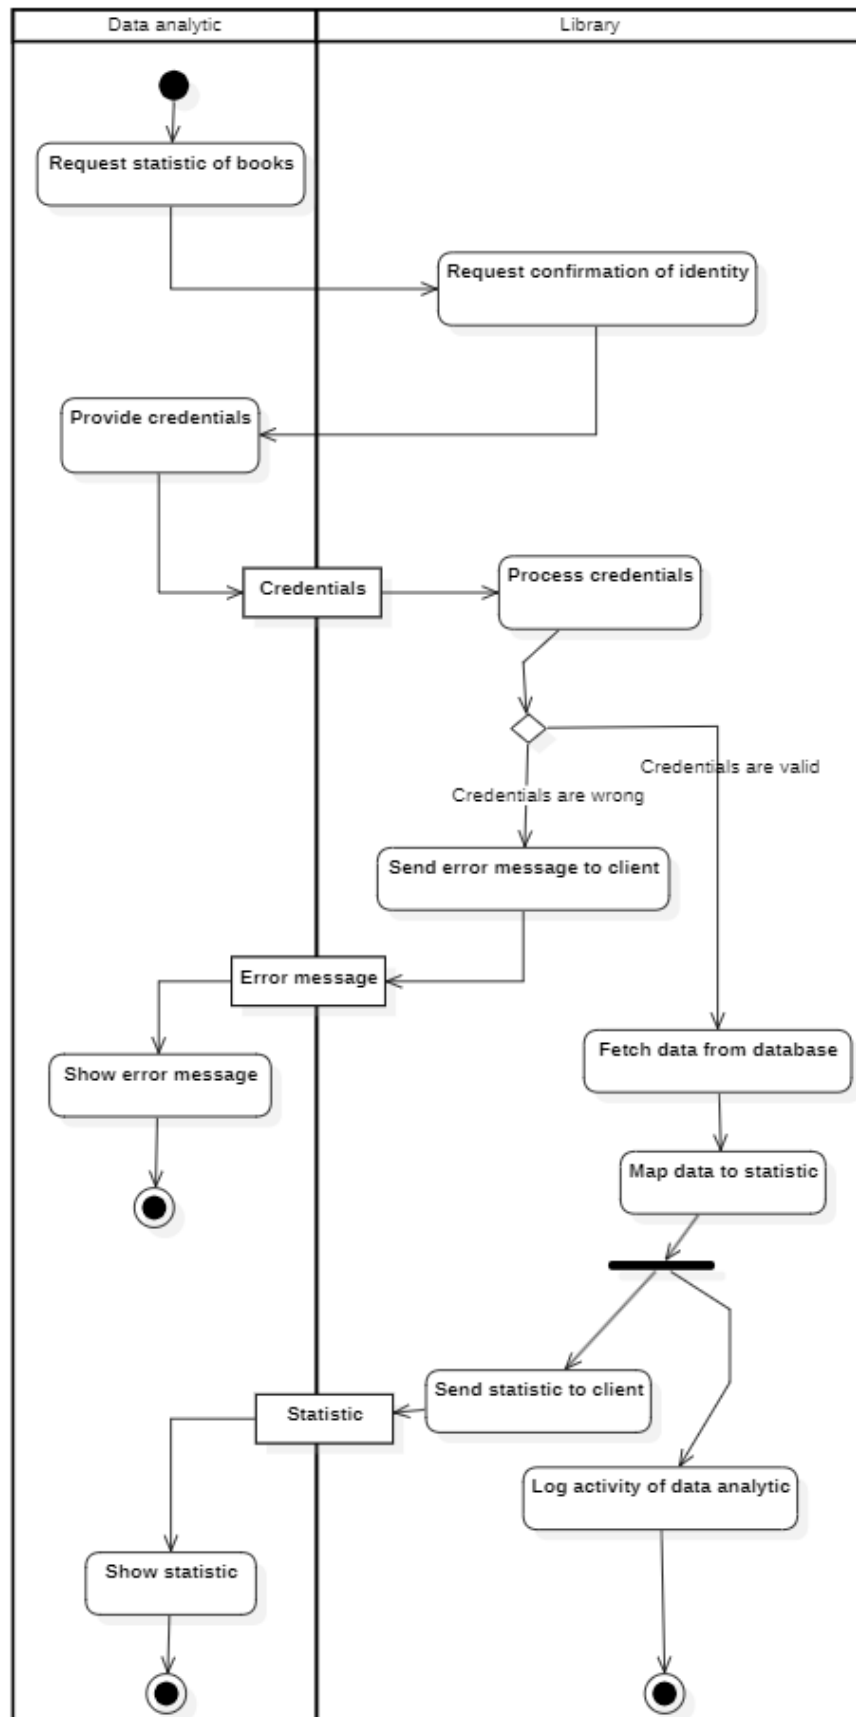 Data analytic
Library
Request statistic of books
Request confirmation of identity
Provide credentials
Credentials
Process credentials
Credentials are valid
Credentials are wrong
Send error message to client
Error message
Fetch data from database
Show error message
Map data to statistic
Send statistic to client
Statistic
Log activity of data analytic
Show statistic